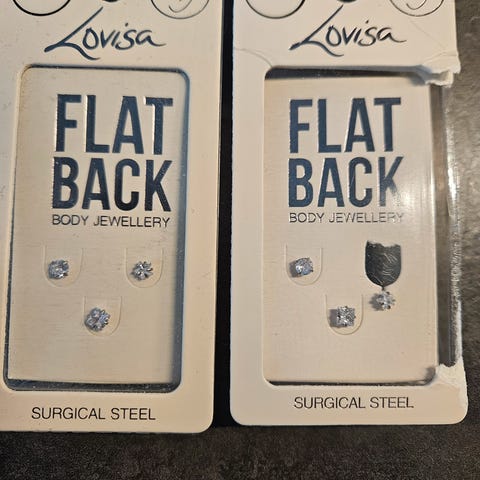 Lovisa
FLAT
BACK
BODY JEWELLERY
SURGICAL STEEL
Lovisa
FLAT
BACK
BODY JEWELLERY
SURGICAL STEEL